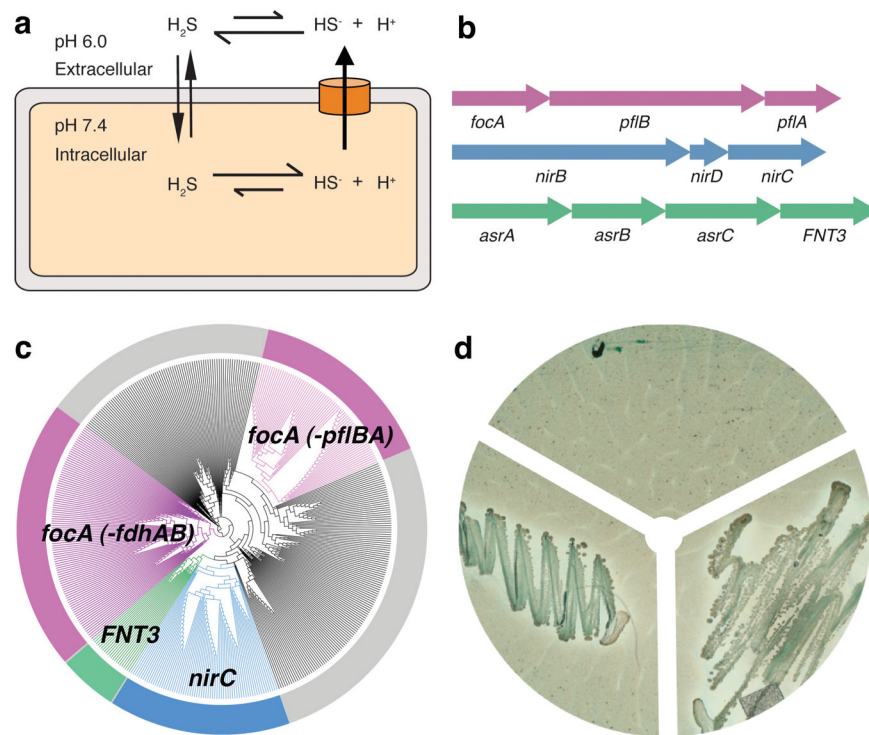 a
H₂S
HS⁻ + H⁺
pH 6.0
Extracellular
pH 7.4
Intracellular
H₂S
HS⁻ + H⁺
b
focA pflB pflA
nirB nirD nirC
asrA asrB asrC FNT3
c
focA (-pflBA)
focA (-fdhAB)
FNT3
nirC
d